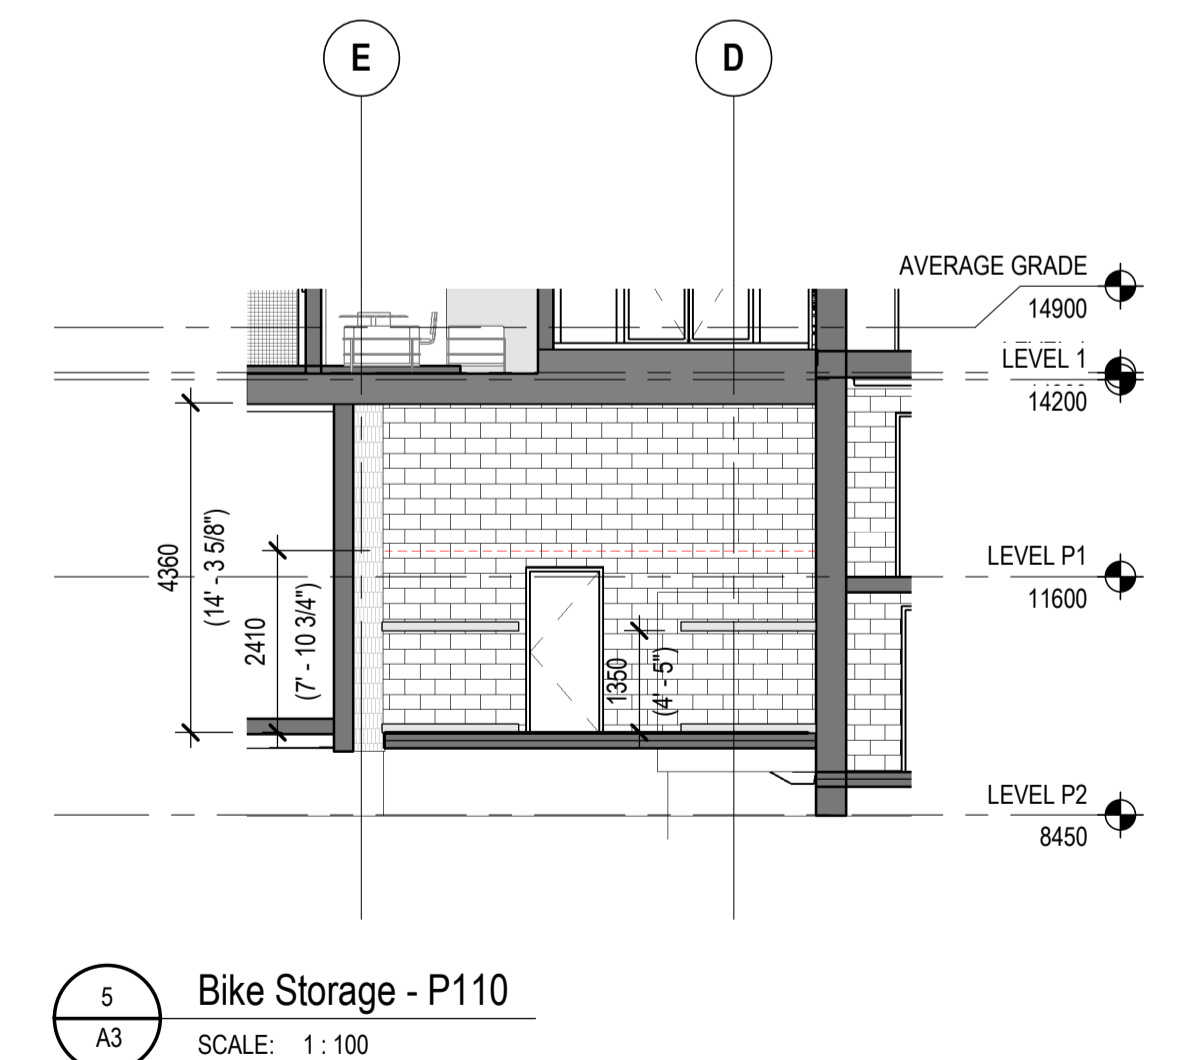 E
D
AVERAGE GRADE
14900
LEVEL 1
14200
4360
(14' - 3 5/8")
2410
(7' - 10 3/4")
1350
(4' - 5")
LEVEL P1
11600
LEVEL P2
8450
5
A3
Bike Storage - P110
SCALE: 1 : 100